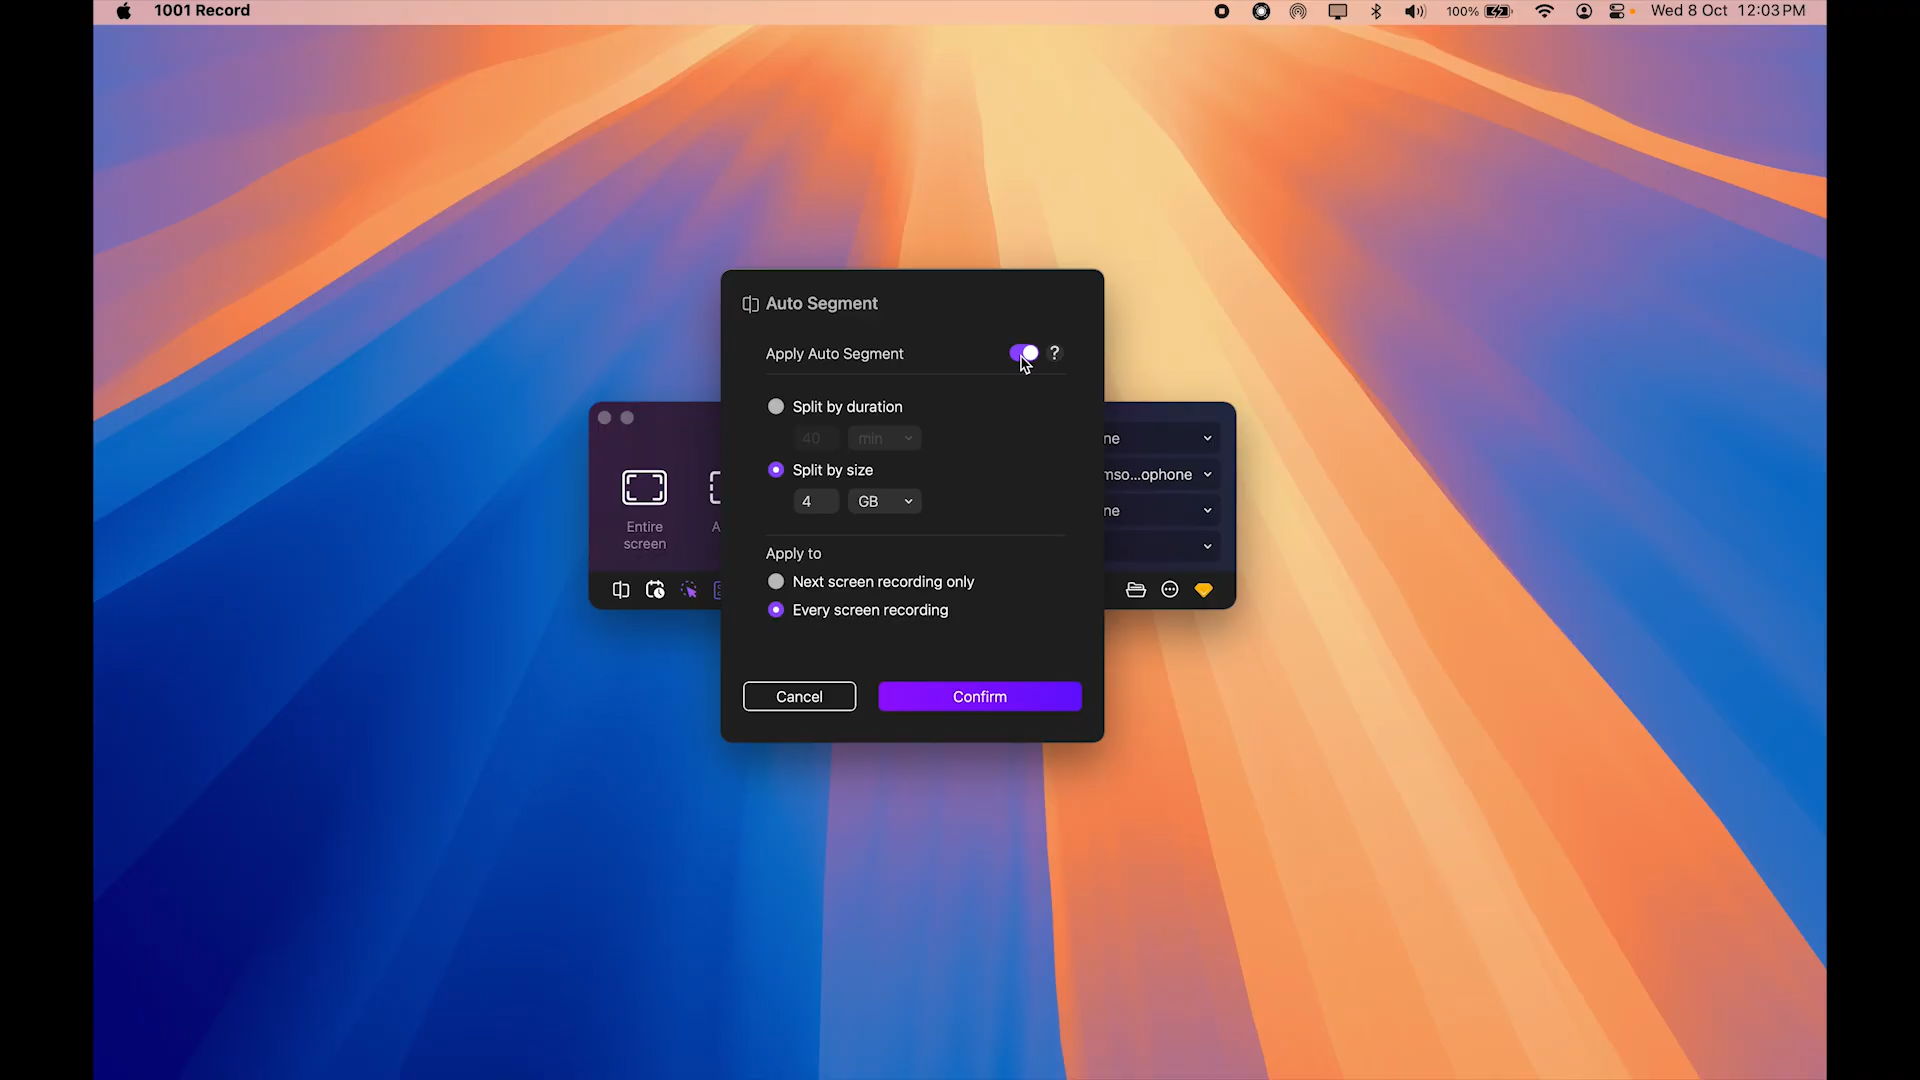 1001 Record
100%
Wed 8 Oct 12:03 PM
Auto Segment
Apply Auto Segment
?
Split by duration
40 min
Split by size
4 GB
Apply to
Next screen recording only
Every screen recording
Cancel
Confirm
Entire
screen
A
ne
mso...ophone
ne